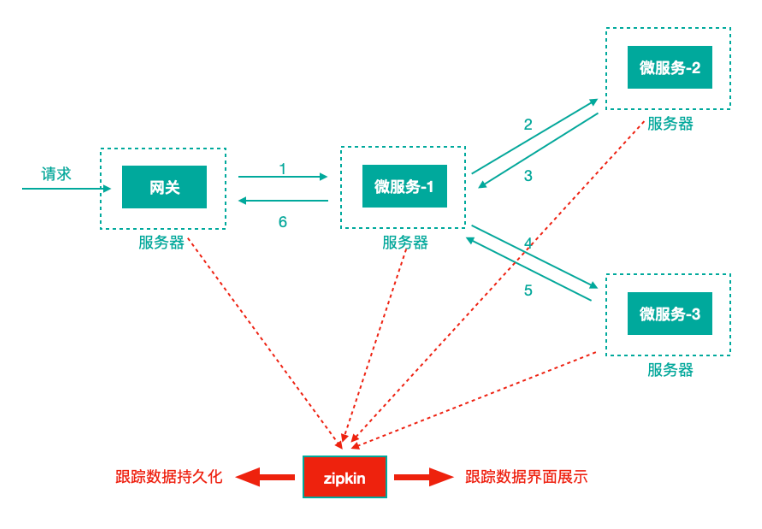 微服务-2
服务器
2
3
请求
网关
服务器
1
6
微服务-1
服务器
4
5
微服务-3
服务器
跟踪数据持久化
zipkin
跟踪数据界面展示